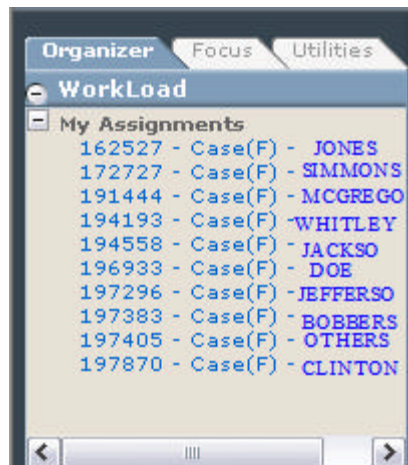 Organizer Focus Utilities
WorkLoad
My Assignments
162527 - Case(F) - JONES
172727 - Case(F) - SIMMONS
191444 - Case(F) - MCGREGO
194193 - Case(F) -WHITLEY
194558 - Case(F) - JACKSO
196933 - Case(F) - DOE
197296 - Case(F) - JEFFERSO
197383 - Case(F) - BOBBERS
197405 - Case(F) - OTHERS
197870 - Case(F) - CLINTON